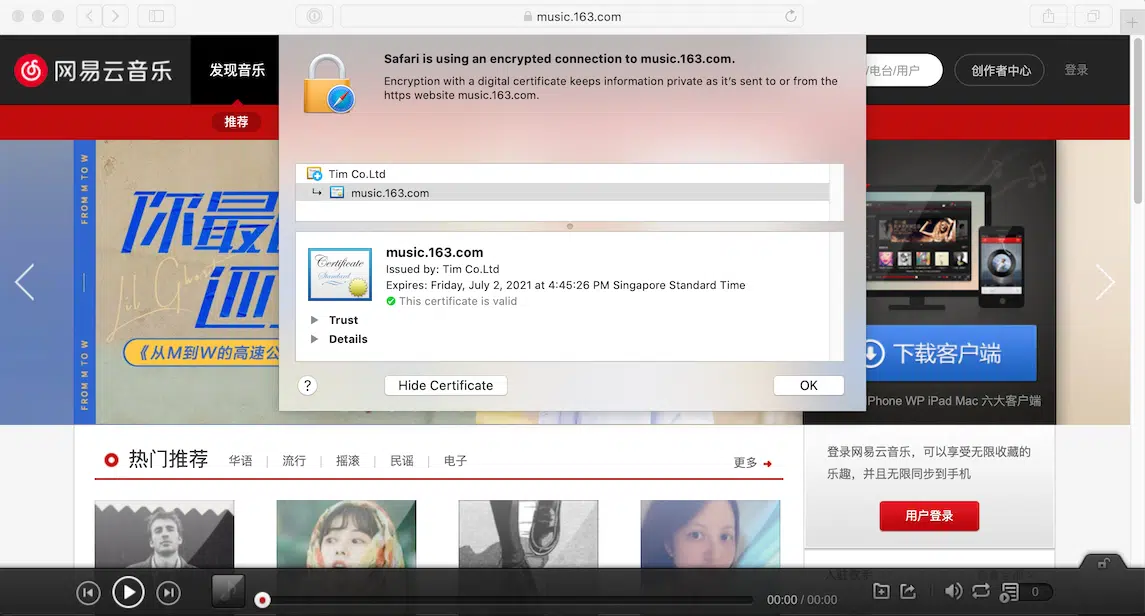 music.163.com
网易云音乐
发现音乐
/电台/用户
创作者中心
登录
推荐
Safari is using an encrypted connection to music.163.com.
Encryption with a digital certificate keeps information private as it's sent to or from the
https website music.163.com.
Tim Co.Ltd
music.163.com
Certificate
Standard
music.163.com
Issued by: Tim Co.Ltd
Expires: Friday, July 2, 2021 at 4:45:26 PM Singapore Standard Time
This certificate is valid
Trust
Details
?
Hide Certificate
OK
FROM M TO W
FROM M TO W
你最
巡
《从M到W的高速公
下载客户端
Phone WP iPad Mac 六大客户端
热门推荐
华语
流行
摇滚
民谣
电子
更多
登录网易云音乐，可以享受无限收藏的
乐趣，并且无限同步到手机
用户登录
00:00 / 00:00
0